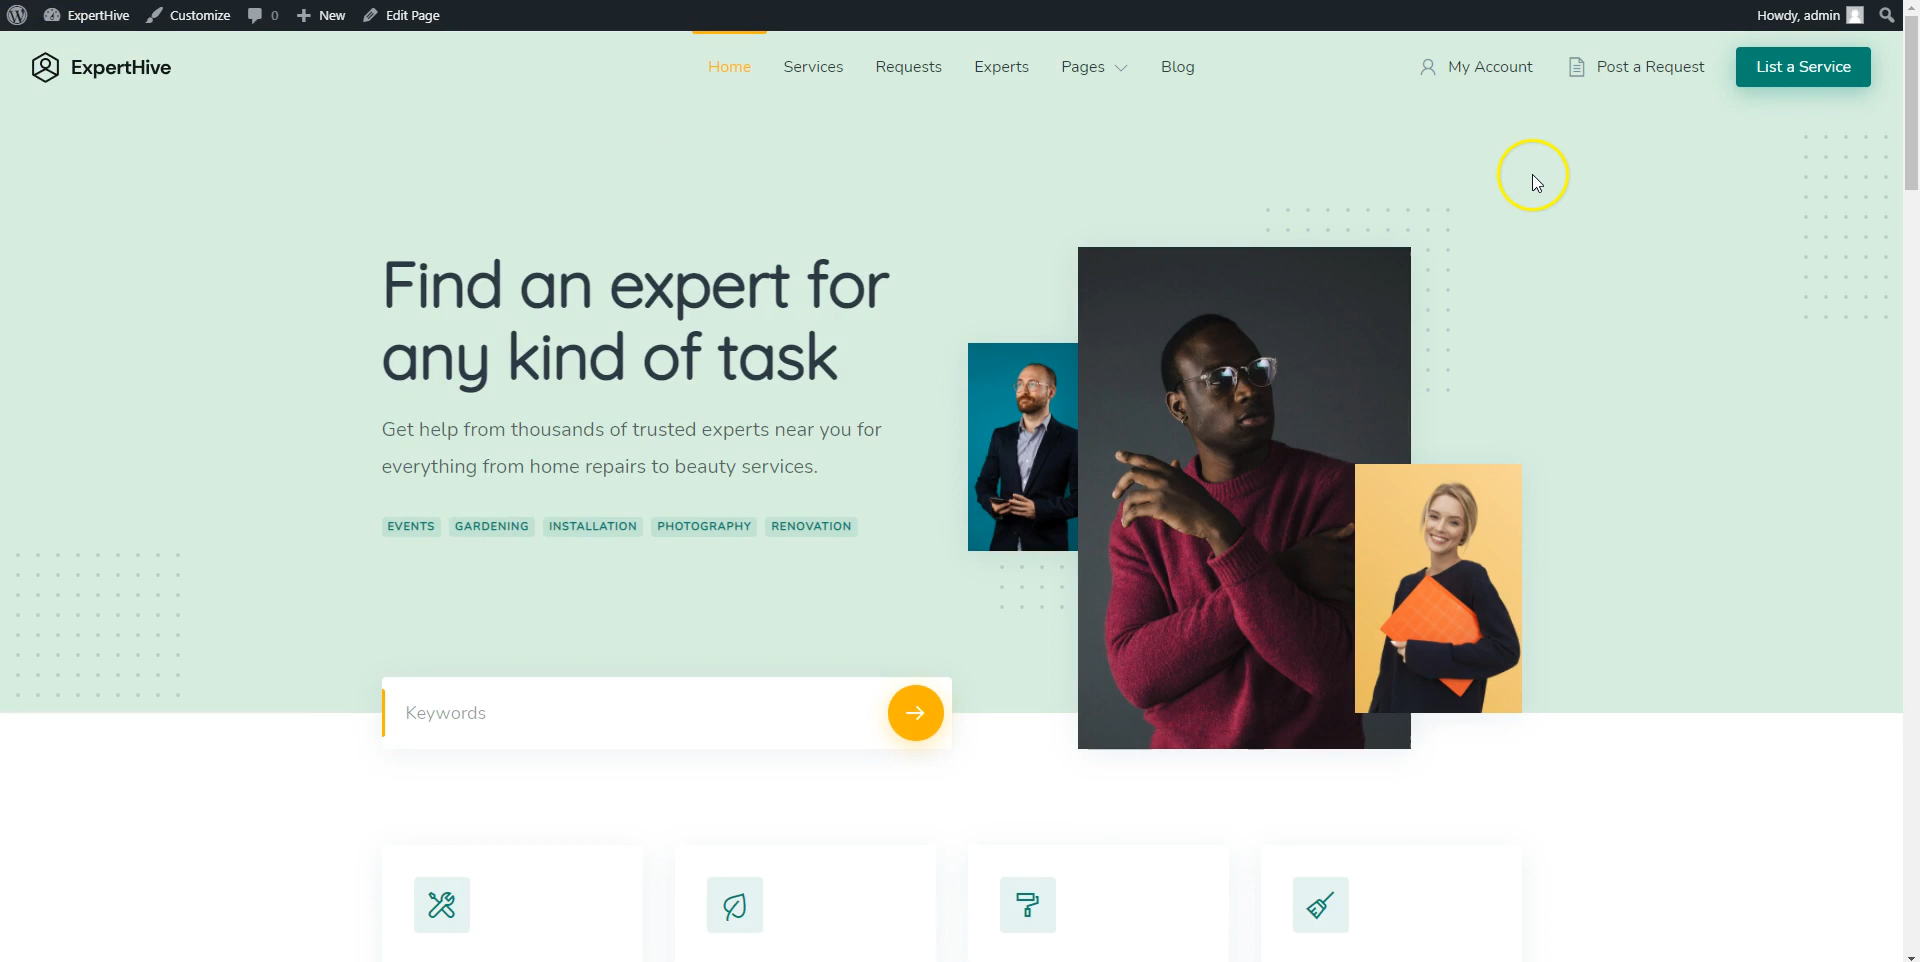 ExpertHive Customize 0 New Edit Page Howdy, admin
ExpertHive Home Services Requests Experts Pages Blog My Account Post a Request List a Service
Find an expert for
any kind of task
Get help from thousands of trusted experts near you for
everything from home repairs to beauty services.
EVENTS GARDENING INSTALLATION PHOTOGRAPHY RENOVATION
Keywords